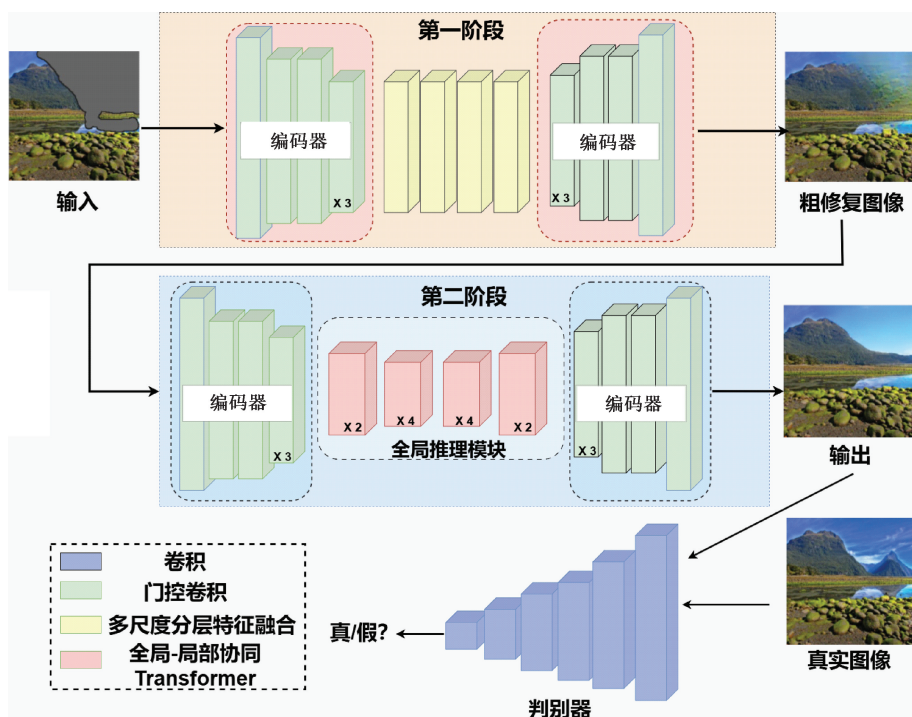 第一阶段
编码器
X 3
编码器
X 3
输入
粗修复图像
第二阶段
编码器
X 3
X 2
X 4
X 4
X 2
全局推理模块
编码器
X 3
输出
卷积
门控卷积
多尺度分层特征融合
全局-局部协同
Transformer
真/假?
判别器
真实图像